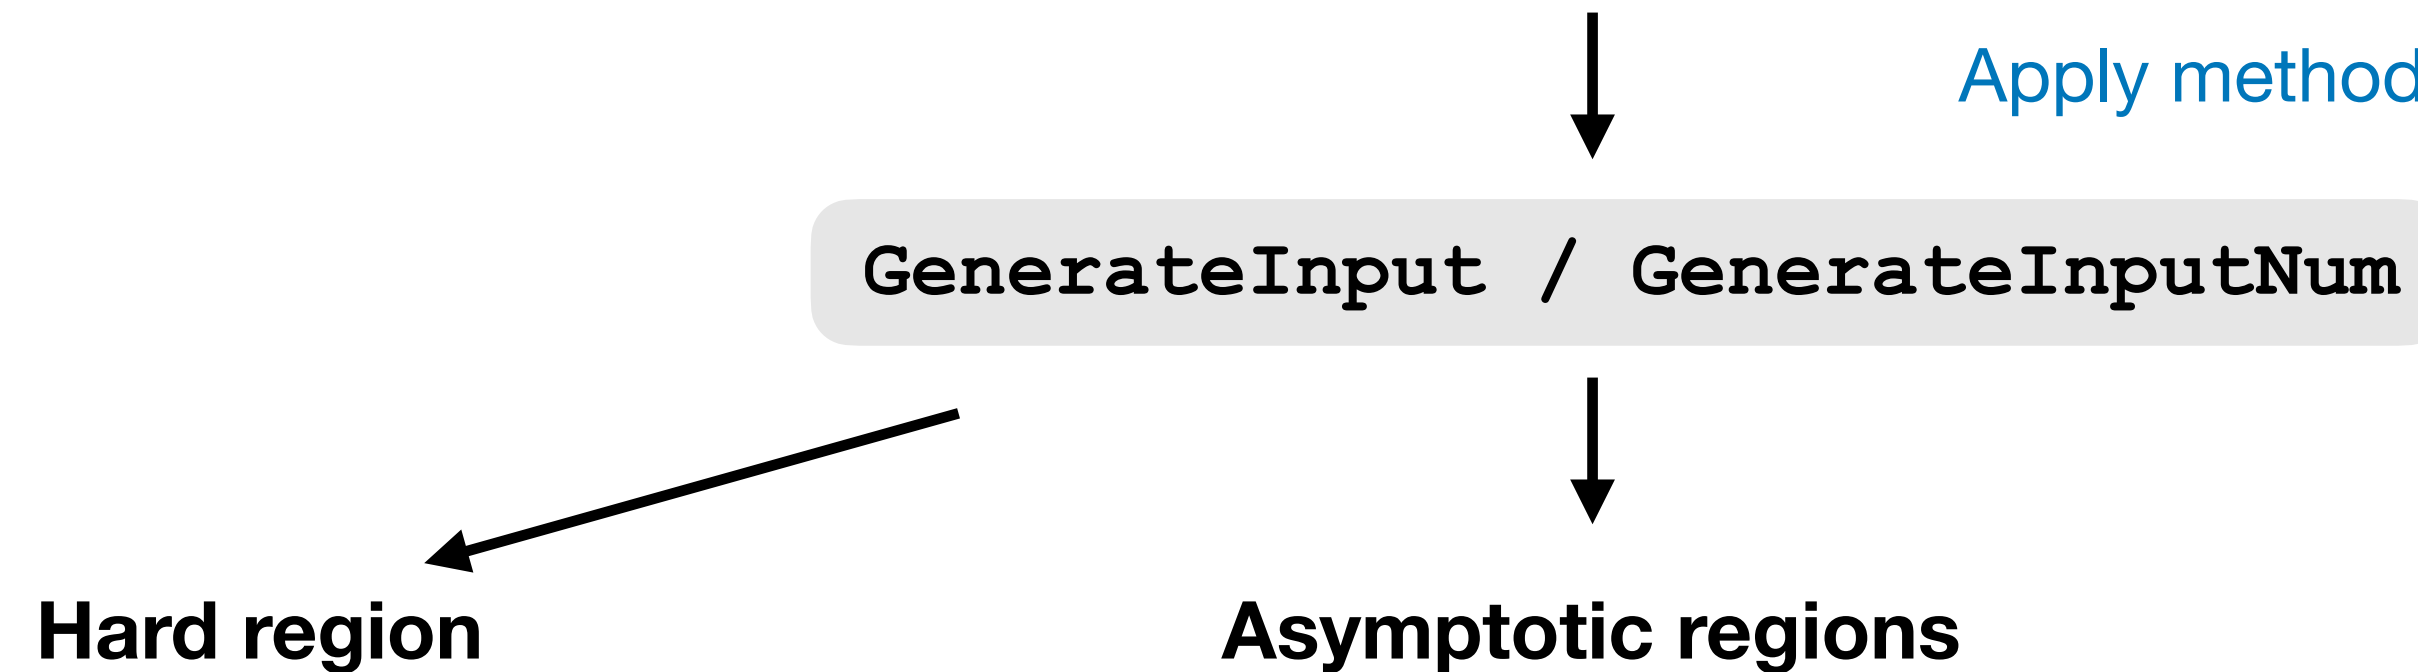 Apply method
GenerateInput / GenerateInputNum
Hard region
Asymptotic regions